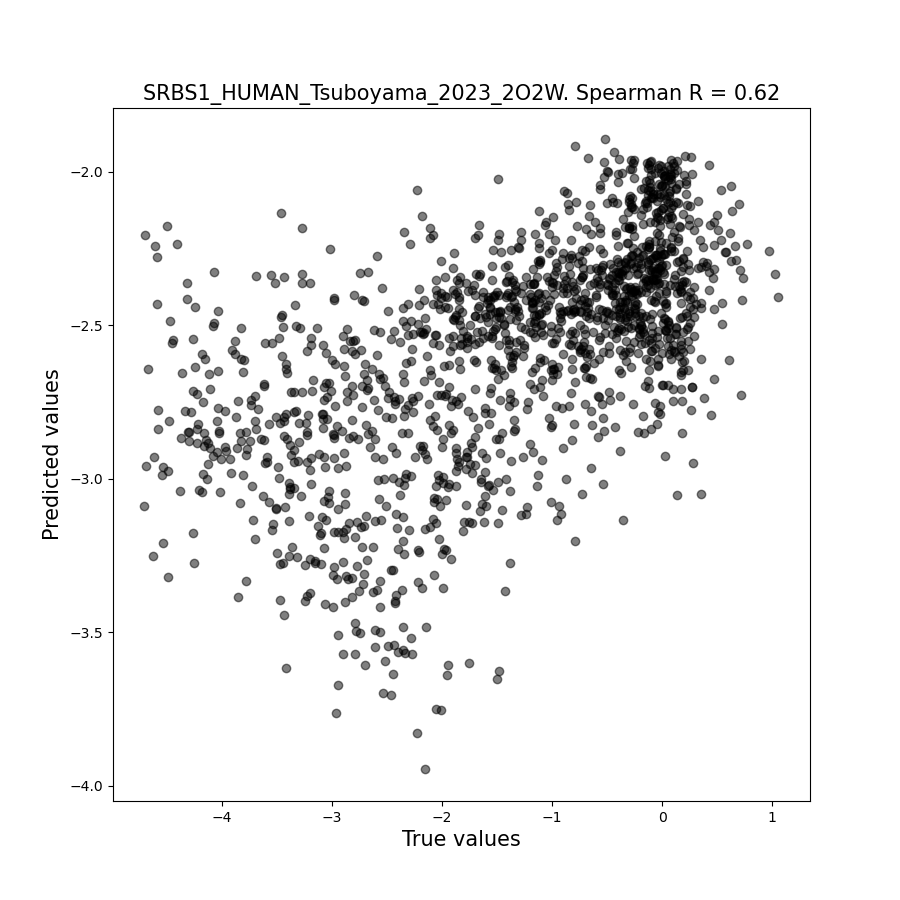 SRBS1_HUMAN_Tsuboyama_2023_2O2W. Spearman R = 0.62
Predicted values
−2.0
−2.5
−3.0
−3.5
−4.0
−4 −3 −2 −1 0 1
True values